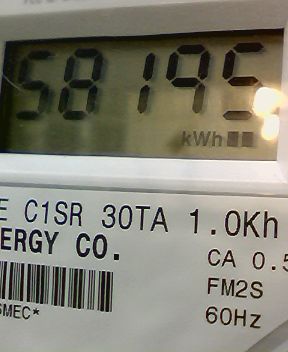 58195
kWh
E C1SR 30TA 1.0Kh
ERGY CO.
CA 0.5
FM2S
60Hz
SMEC*